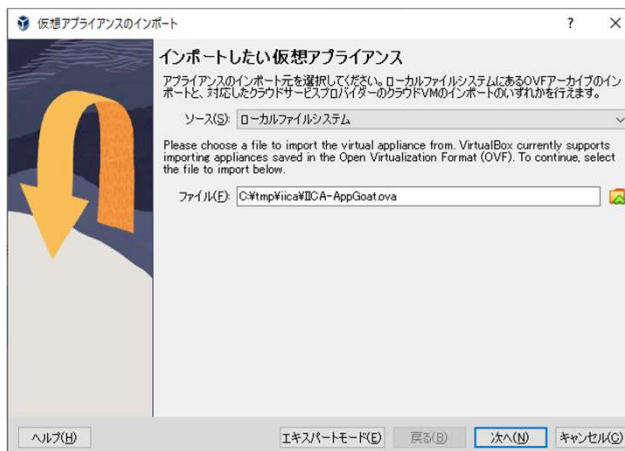 仮想アプライアンスのインポート
インポートしたい仮想アプライアンス
アプライアンスのインポート元を選択してください。ローカルファイルシステムにあるOVFアーカイブのイン
ポートと、対応したクラウドサービスプロバイダーのクラウドVMのインポートのいずれかを行えます。
ソース(S): ローカルファイルシステム
Please choose a file to import the virtual appliance from. VirtualBox currently supports
importing appliances saved in the Open Virtualization Format (OVF). To continue, select
the file to import below.
ファイル(F): C:¥tmp¥iica¥IICA-AppGoat.ova
ヘルプ(H) エキスパートモード(E) 戻る(B) 次へ(N) キャンセル(C)